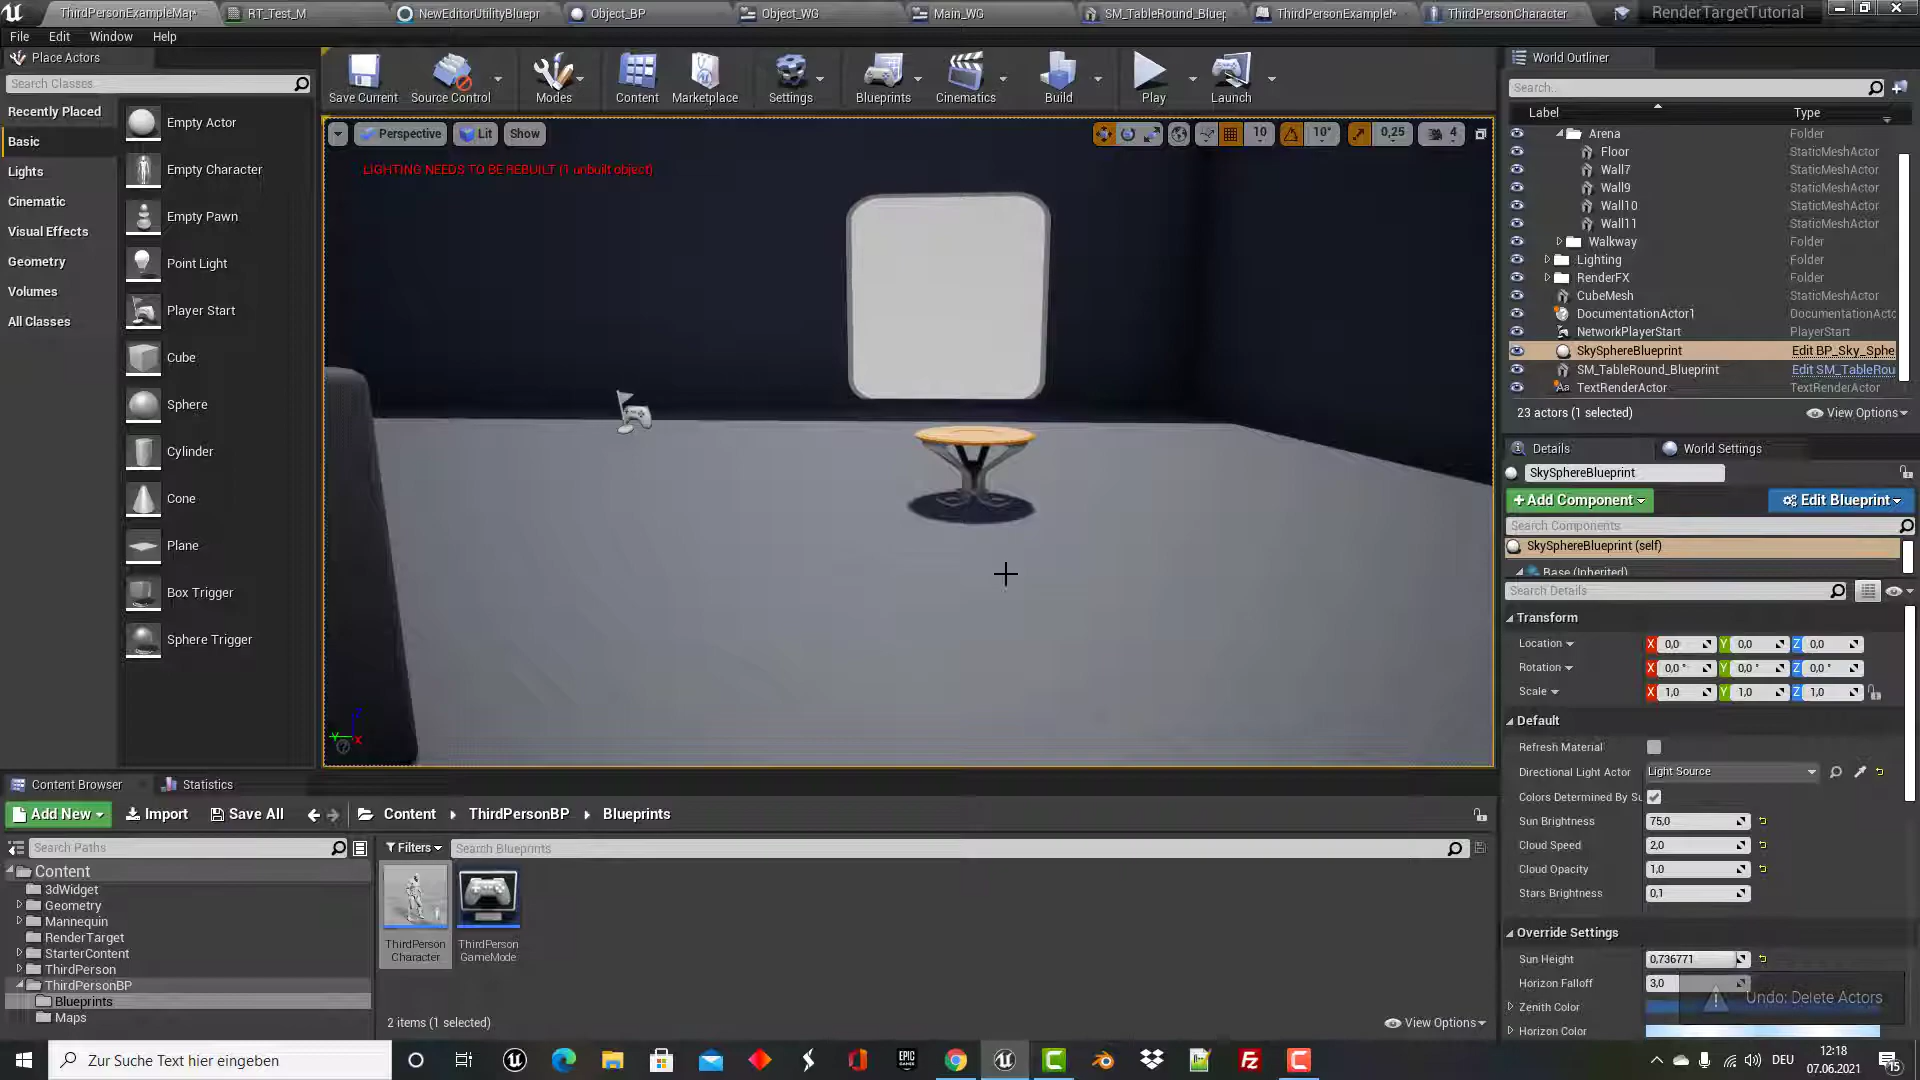 ThirdPersonExampleMap
RT_Test_M
NewEditorUtilityBluepr
Object_BP
Object_WG
Main_WG
SM_TableRound_Bluep
ThirdPersonExampleM*
ThirdPersonCharacter
RenderTargetTutorial
File
Edit
Window
Help
Place Actors
Search Classes
Recently Placed
Basic
Lights
Cinematic
Visual Effects
Geometry
Volumes
All Classes
Empty Actor
Empty Character
Empty Pawn
Point Light
Player Start
Cube
Sphere
Cylinder
Cone
Plane
Box Trigger
Sphere Trigger
Save Current
Source Control
Modes
Content
Marketplace
Settings
Blueprints
Cinematics
Build
Play
Launch
Perspective
Lit
Show
10
10°
0,25
4
LIGHTING NEEDS TO BE REBUILT (1 unbuilt object)
World Outliner
Search...
Label
Type
Arena
Folder
Floor
StaticMeshActor
Wall7
StaticMeshActor
Wall9
StaticMeshActor
Wall10
StaticMeshActor
Wall11
StaticMeshActor
Walkway
Folder
Lighting
Folder
RenderFX
Folder
CubeMesh
StaticMeshActor
DocumentationActor1
DocumentationActo
NetworkPlayerStart
PlayerStart
SkySphereBlueprint
Edit BP_Sky_Sphe
SM_TableRound_Blueprint
Edit SM_TableRou
TextRenderActor
TextRenderActor
23 actors (1 selected)
View Options
Details
World Settings
SkySphereBlueprint
+Add Component
Edit Blueprint
Search Components
SkySphereBlueprint (self)
Base (Inherited)
Search Details
Transform
Location
X 0,0 Y 0,0 Z 0,0
Rotation
X 0,0 ° Y 0,0 ° Z 0,0 °
Scale
X 1,0 Y 1,0 Z 1,0
Default
Refresh Material
Directional Light Actor
Light Source
Colors Determined By Su
Sun Brightness
75,0
Cloud Speed
2,0
Cloud Opacity
1,0
Stars Brightness
0,1
Override Settings
Sun Height
0,736771
Horizon Falloff
3,0
Zenith Color
Horizon Color
Undo: Delete Actors
Content Browser
Statistics
Add New
Import
Save All
Content
ThirdPersonBP
Blueprints
Search Paths
Filters
Search Blueprints
Content
3dWidget
Geometry
Mannequin
RenderTarget
StarterContent
ThirdPerson
ThirdPersonBP
Blueprints
Maps
ThirdPerson
Character
ThirdPerson
GameMode
2 items (1 selected)
View Options
Zur Suche Text hier eingeben
EPIC
DEU
12:18
07.06.2021
15